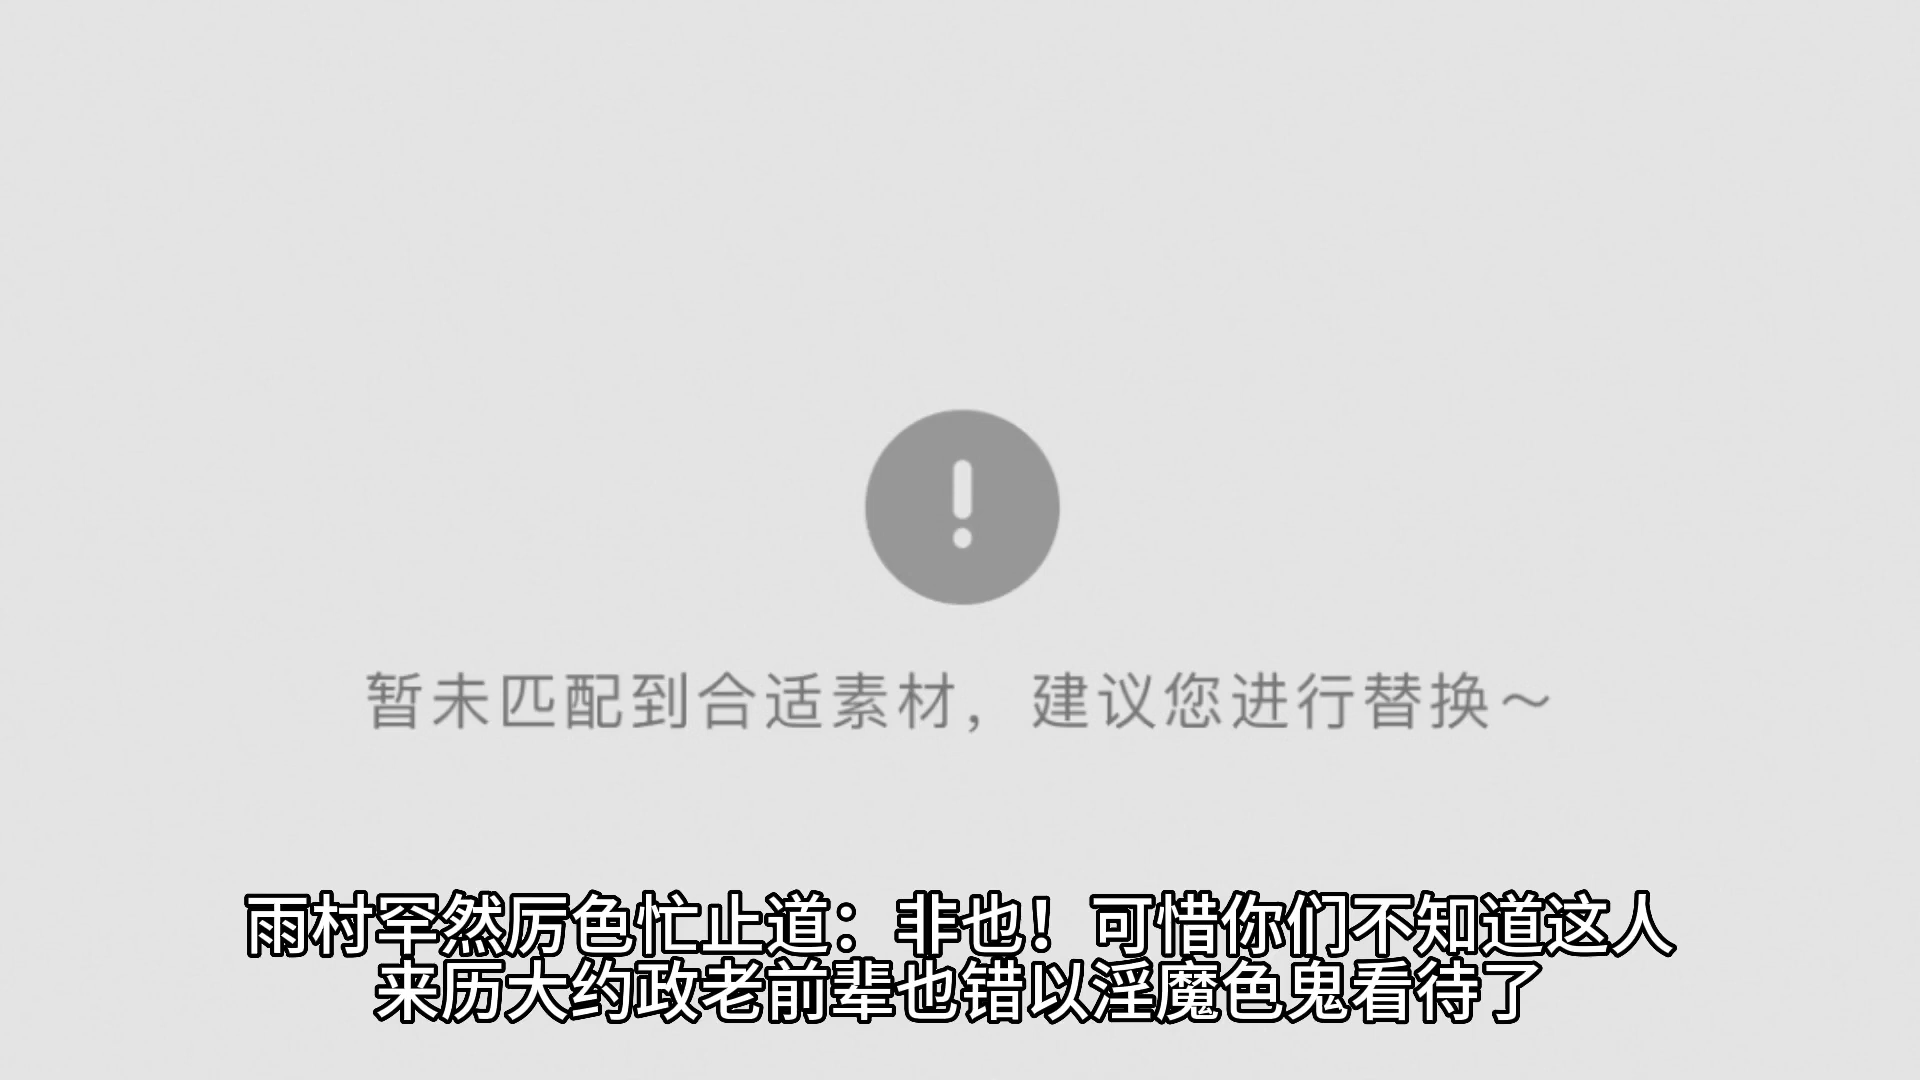 暂未匹配到合适素材，建议您进行替换～
雨村罕然厉色忙止道：非也！可惜你们不知道这人
来历大约政老前辈也错以淫魔色鬼看待了